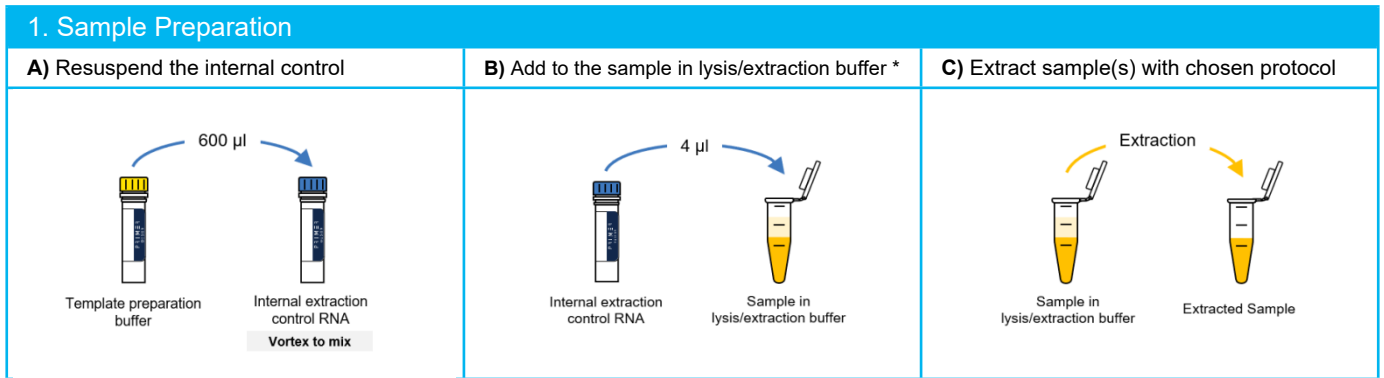 1. Sample Preparation
A) Resuspend the internal control
B) Add to the sample in lysis/extraction buffer *
C) Extract sample(s) with chosen protocol
600 µl
Template preparation
buffer
Internal extraction
control RNA
Vortex to mix
4 µl
Internal extraction
control RNA
Sample in
lysis/extraction buffer
Extraction
Sample in
lysis/extraction buffer
Extracted Sample